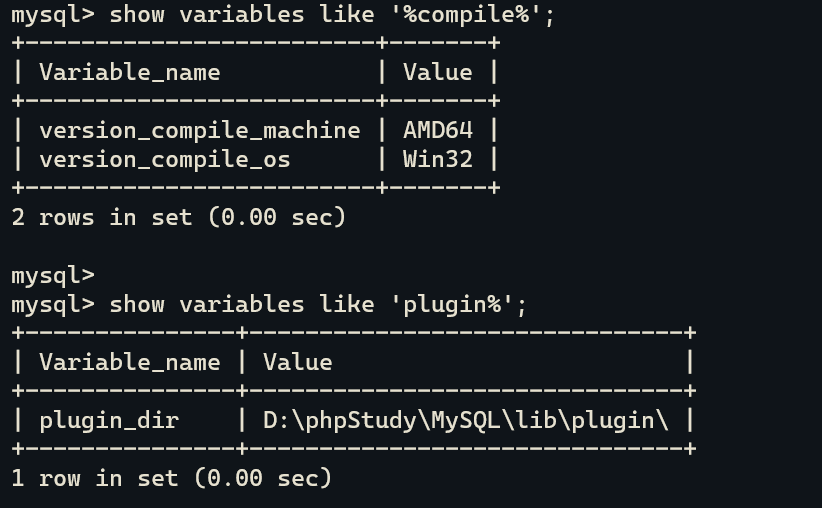 mysql> show variables like '%compile%';
+-------------------------+-------+
| Variable_name           | Value |
+-------------------------+-------+
| version_compile_machine | AMD64 |
| version_compile_os      | Win32 |
+-------------------------+-------+
2 rows in set (0.00 sec)

mysql>
mysql> show variables like 'plugin%';
+---------------+-------------------------------+
| Variable_name | Value                         |
+---------------+-------------------------------+
| plugin_dir    | D:\phpStudy\MySQL\lib\plugin\ |
+---------------+-------------------------------+
1 row in set (0.00 sec)